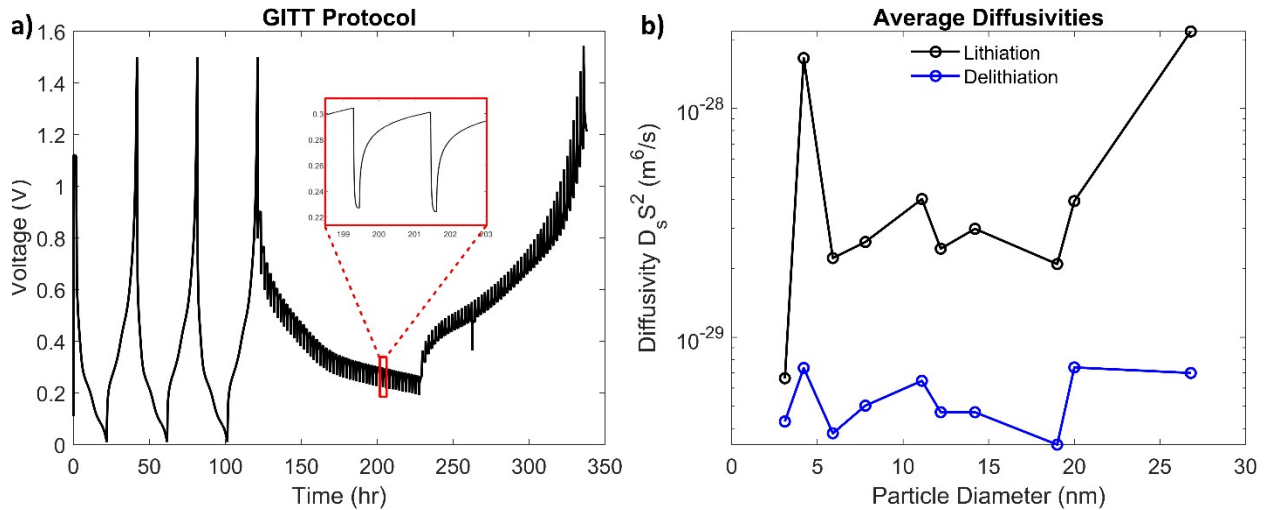 a)
GITT Protocol
1.6
1.4
1.2
1
0.8
0.6
0.4
0.2
0
Voltage (V)
0 50 100 150 200 250 300 350
Time (hr)
0.3
0.28
0.26
0.24
0.22
199 200 201 202 203
b)
Average Diffusivities
Lithiation
Delithiation
10-28
10-29
Diffusivity DsS2 (m6/s)
0 5 10 15 20 25 30
Particle Diameter (nm)